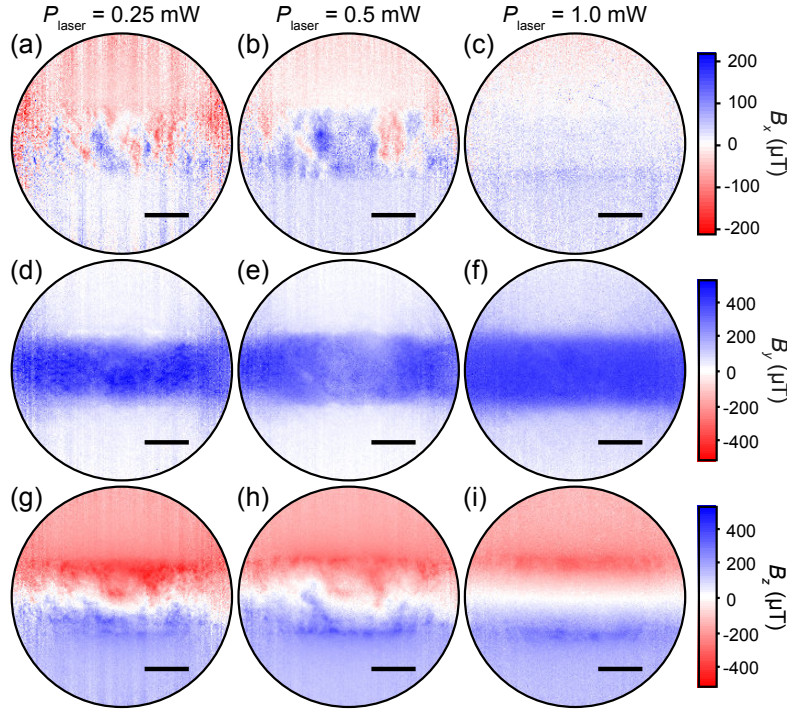 P_laser = 0.25 mW P_laser = 0.5 mW P_laser = 1.0 mW
(a) (b) (c)
200
100
0
-100
-200
B_x (μT)
(d) (e) (f)
400
200
0
-200
-400
B_y (μT)
(g) (h) (i)
400
200
0
-200
-400
B_z (μT)